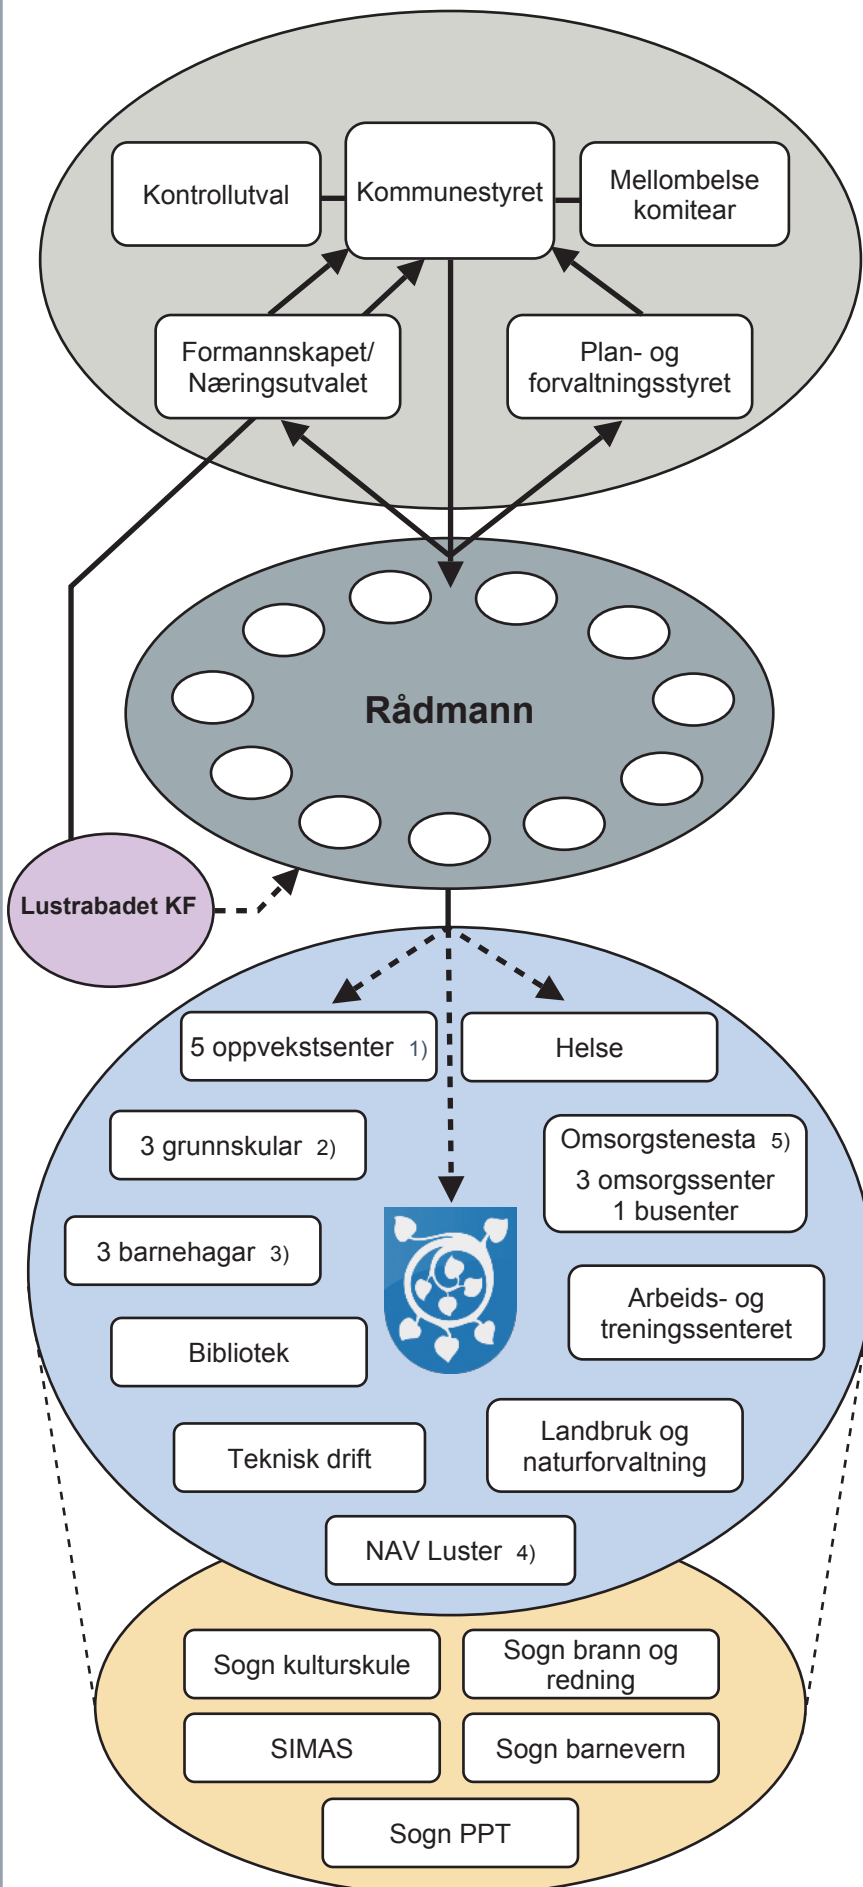 Kontrollutval
Kommunestyret
Mellombelse
komitear
Formannskapet/
Næringsutvalet
Plan- og
forvaltningsstyret
Rådmann
Lustrabadet KF
5 oppvekstsenter 1)
Helse
3 grunnskular 2)
Omsorgstenesta 5)
3 omsorgssenter
1 busenter
3 barnehagar 3)
Arbeids- og
treningssenteret
Bibliotek
Landbruk og
naturforvaltning
Teknisk drift
NAV Luster 4)
Sogn kulturskule
Sogn brann og
redning
SIMAS
Sogn barnevern
Sogn PPT